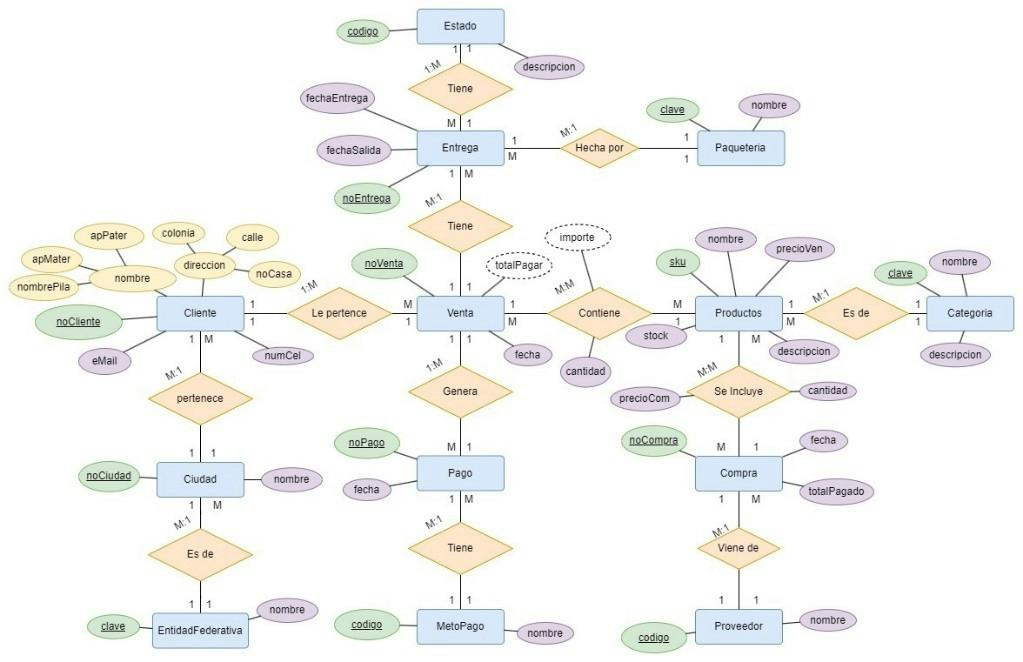 Estado
codigo
1 1
descripcion
1:M
Tiene
fechaEntrega
M 1
nombre
clave
Entrega
1
M
M:1
Hecha por
1
1
Paqueteria
fechaSalida
noEntrega
1 M
M:1
Tiene
apPater
colonia
calle
importe
nombre
precioVen
apMater
nombre
direccion
noCasa
nombrePila
noVenta
totalPagar
sku
clave
nombre
1 1
M:M
noCliente
Cliente
1
1
1:M
Le pertence
M
1
Venta
1
M
Contiene
M
1
Productos
1
M
M:1
Es de
1
1
Categoria
stock
eMail
numCel
1 M
fecha
1 1
descripcion
1 M
descripcion
cantidad
M:1
pertenece
1:M
Genera
M:M
Se Incluye
precioCom
cantidad
1 1
noPago
M 1
noCompra
M 1
fecha
noCiudad
Ciudad
nombre
Pago
fecha
Compra
totalPagado
1 M
1 M
1 M
M:1
Es de
M:1
Tiene
M:1
Viene de
1 1
1 1
1 1
clave
EntidadFederativa
nombre
codigo
MetoPago
nombre
codigo
Proveedor
nombre